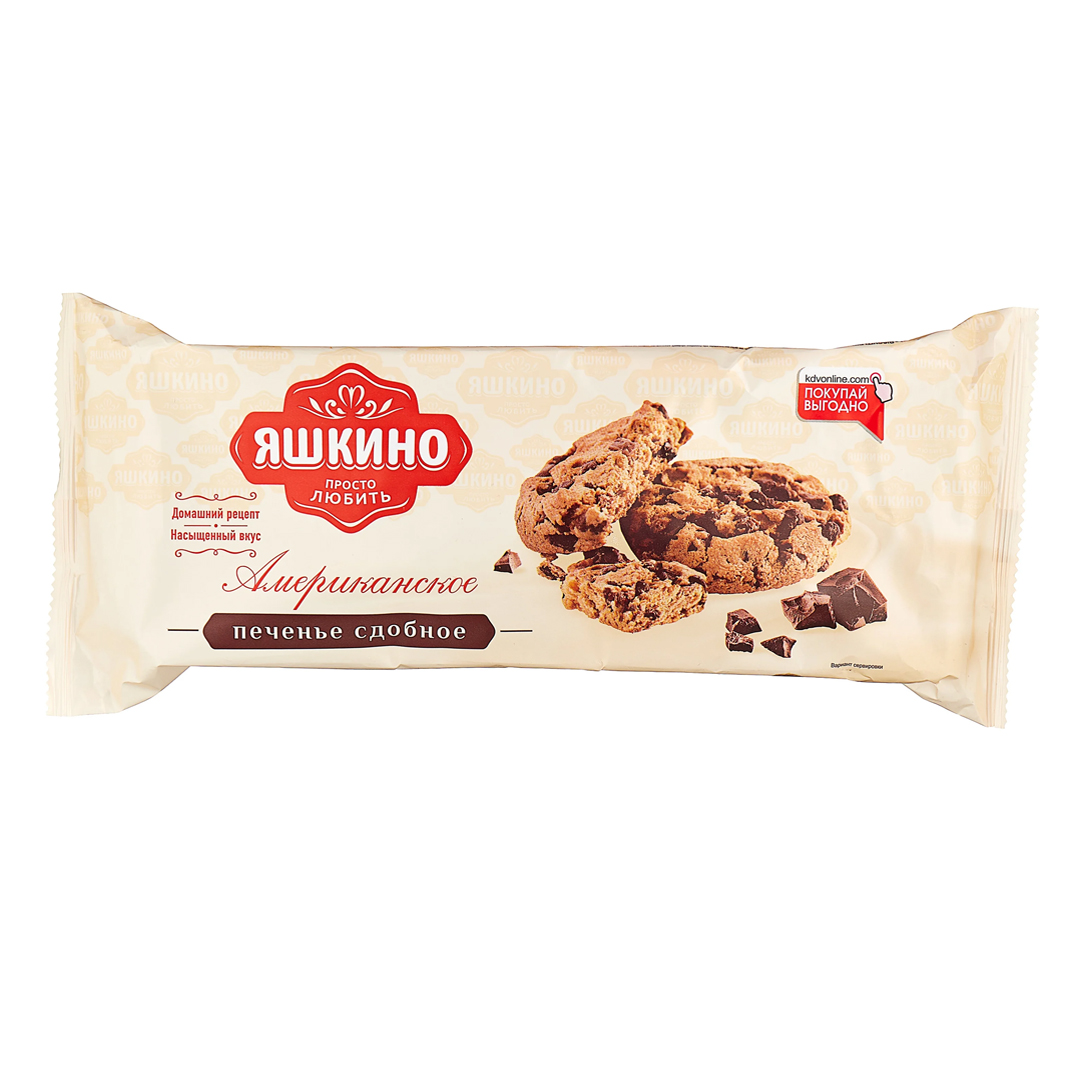 ЯШКИНО
ПРОСТО
ЛЮБИТЬ
Домашний рецепт
Насыщенный вкус
Американское
печенье сдобное
kdvonline.com
ПОКУПАЙ
ВЫГОДНО
Вариант сервировки